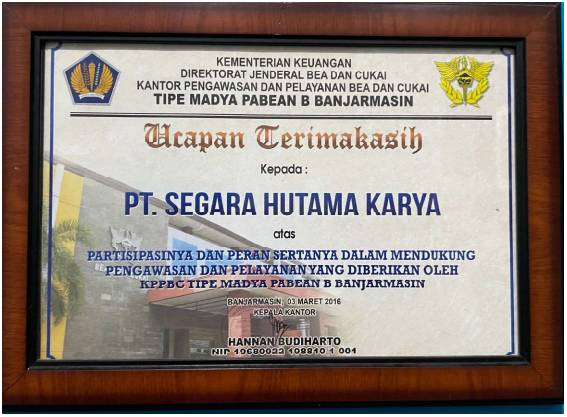 KEMENTERIAN KEUANGAN
DIREKTORAT JENDERAL BEA DAN CUKAI
KANTOR PENGAWASAN DAN PELAYANAN BEA DAN CUKAI
TIPE MADYA PABEAN B BANJARMASIN
Ucapan Terimakasih
Kepada :
PT. SEGARA HUTAMA KARYA
atas
PARTISIPASINYA DAN PERAN SERTANYA DALAM MENDUKUNG
PENGAWASAN DAN PELAYANAN YANG DIBERIKAN OLEH
KPPBC TIPE MADYA PABEAN B BANJARMASIN
BANJARMASIN, 03 MARET 2016
KEPALA KANTOR
HANNAN BUDIHARTO
NIP